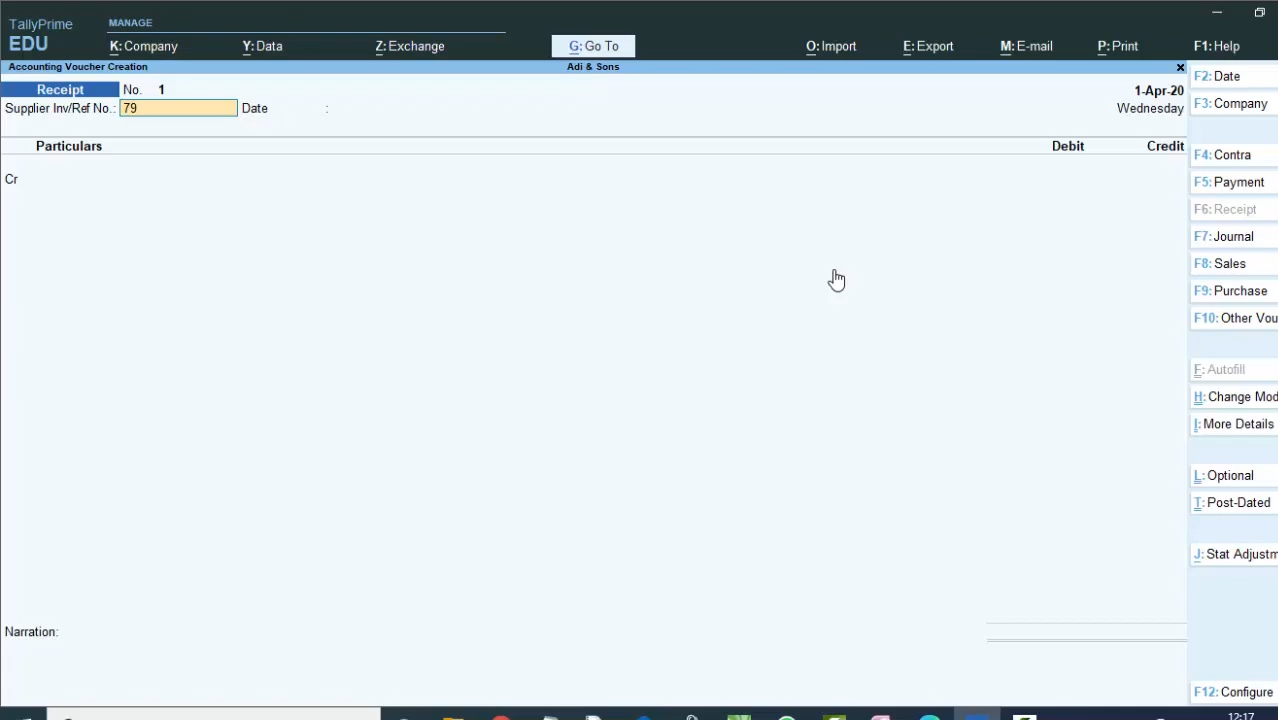 TallyPrime
EDU
MANAGE
K: Company Y: Data Z: Exchange G: Go To O: Import E: Export M: E-mail P: Print F1: Help
Accounting Voucher Creation Adi & Sons
Receipt No. 1 1-Apr-20
Supplier Inv/Ref No.: 79 Date : Wednesday
Particulars Debit Credit
Cr
Narration:
F2: Date
F3: Company
F4: Contra
F5: Payment
F6: Receipt
F7: Journal
F8: Sales
F9: Purchase
F10: Other Vou
F: Autofill
H: Change Mod
I: More Details
L: Optional
T: Post-Dated
J: Stat Adjustm
F12: Configure
12:17